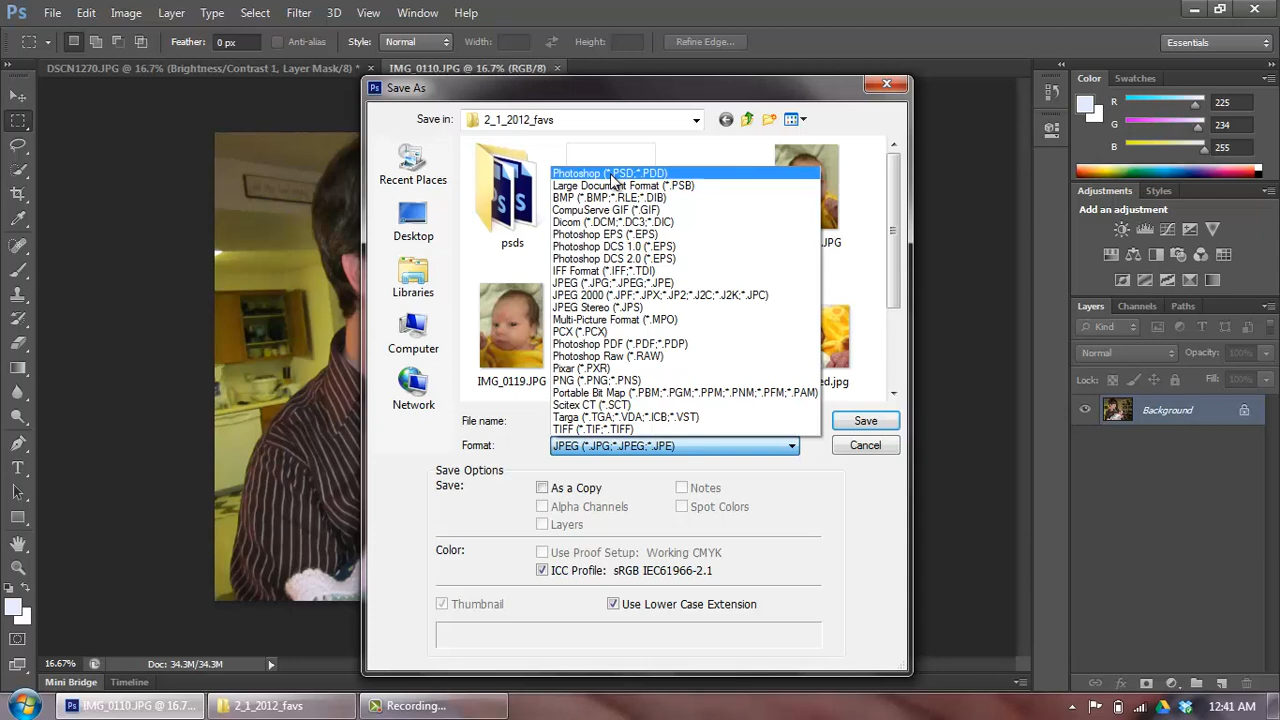 Ps File Edit Image Layer Type Select Filter 3D View Window Help
Feather: 0 px Anti-alias Style: Normal Width: Height: Refine Edge... Essentials
DSCN1270.JPG @ 16.7% (Brightness/Contrast 1, Layer Mask/8) * × IMG_0110.JPG @ 16.7% (RGB/8) ×
Ps Save As
Save in: 2_1_2012_favs
Recent Places
Desktop
Libraries
Computer
Network
psds
IMG_0119.JPG
.JPG
ed.jpg
Photoshop (*.PSD;*.PDD)
Large Document Format (*.PSB)
BMP (*.BMP;*.RLE;*.DIB)
CompuServe GIF (*.GIF)
Dicom (*.DCM;*.DC3;*.DIC)
Photoshop EPS (*.EPS)
Photoshop DCS 1.0 (*.EPS)
Photoshop DCS 2.0 (*.EPS)
IFF Format (*.IFF;*.TDI)
JPEG (*.JPG;*.JPEG;*.JPE)
JPEG 2000 (*.JPF;*.JPX;*.JP2;*.J2C;*.J2K;*.JPC)
JPEG Stereo (*.JPS)
Multi-Picture Format (*.MPO)
PCX (*.PCX)
Photoshop PDF (*.PDF;*.PDP)
Photoshop Raw (*.RAW)
Pixar (*.PXR)
PNG (*.PNG;*.PNS)
Portable Bit Map (*.PBM;*.PGM;*.PPM;*.PNM;*.PFM;*.PAM)
Scitex CT (*.SCT)
Targa (*.TGA;*.VDA;*.ICB;*.VST)
TIFF (*.TIF;*.TIFF)
File name: Save
Format: JPEG (*.JPG;*.JPEG;*.JPE) Cancel
Save Options
Save: As a Copy Notes
Alpha Channels Spot Colors
Layers
Color: Use Proof Setup: Working CMYK
ICC Profile: sRGB IEC61966-2.1
Thumbnail Use Lower Case Extension
Color Swatches
R 225
G 234
B 255
Adjustments Styles
Add an adjustment
Layers Channels Paths
Kind
Normal Opacity:
Lock: Fill:
Background
16.67% Doc: 34.3M/34.3M
Mini Bridge Timeline
Ps IMG_0110.JPG @ 16.7%... 2_1_2012_favs Recording... 12:41 AM